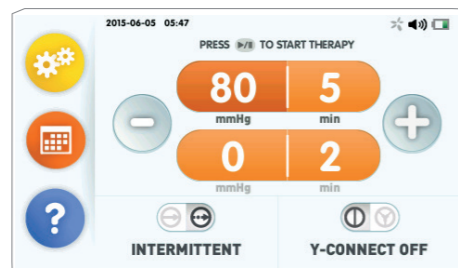 2015-06-05 05:47
PRESS ▶/II TO START THERAPY
80 5
mmHg min
0 2
mmHg min
?
INTERMITTENT Y-CONNECT OFF